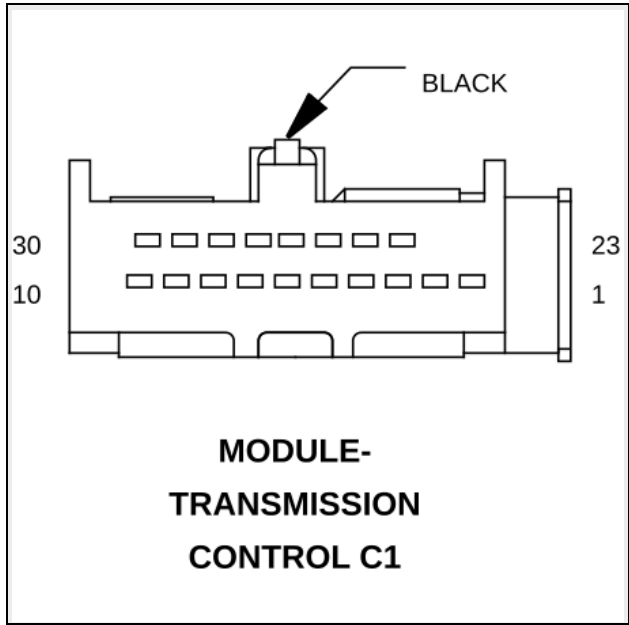 BLACK
30
23
10
1
MODULE-
TRANSMISSION
CONTROL C1